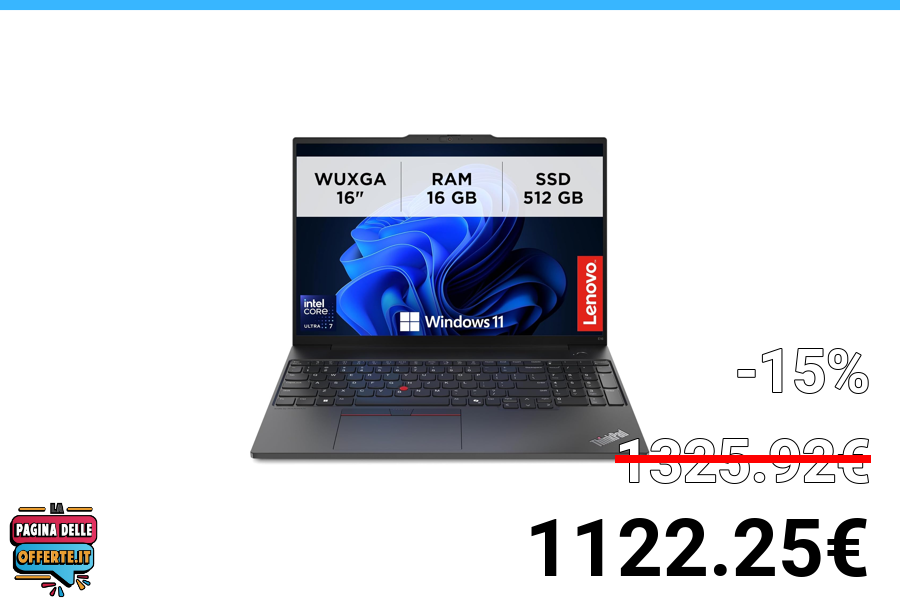 WUXGA
16"
RAM
16 GB
SSD
512 GB
intel
CORE
ULTRA 7
Windows 11
Lenovo
ThinkPad
-15%
1325.92€
1122.25€
LA
PAGINA DELLE
OFFERTE.IT